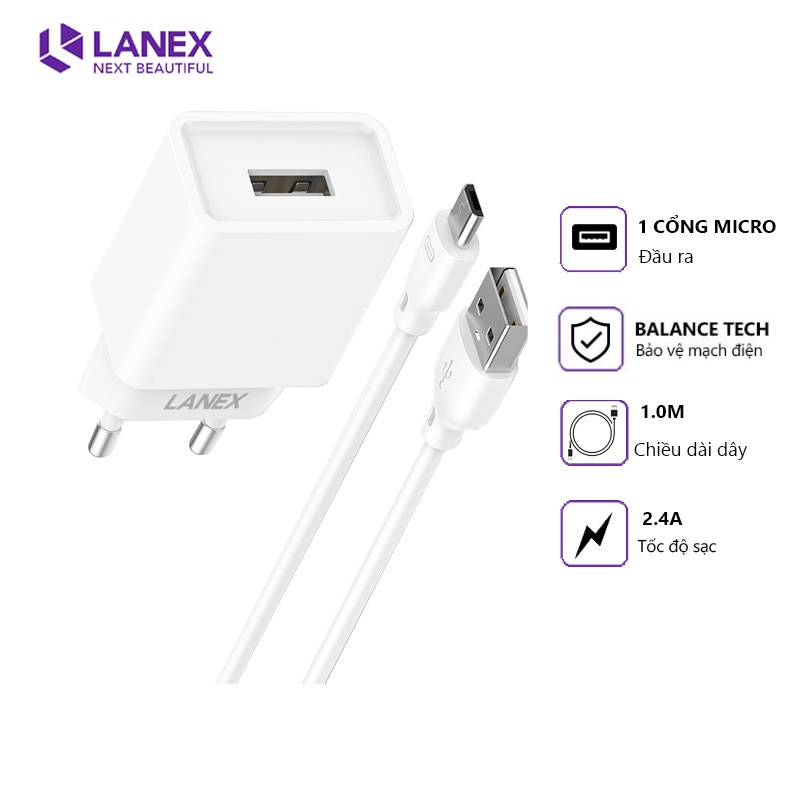 LANEX
NEXT BEAUTIFUL
LANEX
1 CỔNG MICRO
Đầu ra
BALANCE TECH
Bảo vệ mạch điện
1.0M
Chiều dài dây
2.4A
Tốc độ sạc